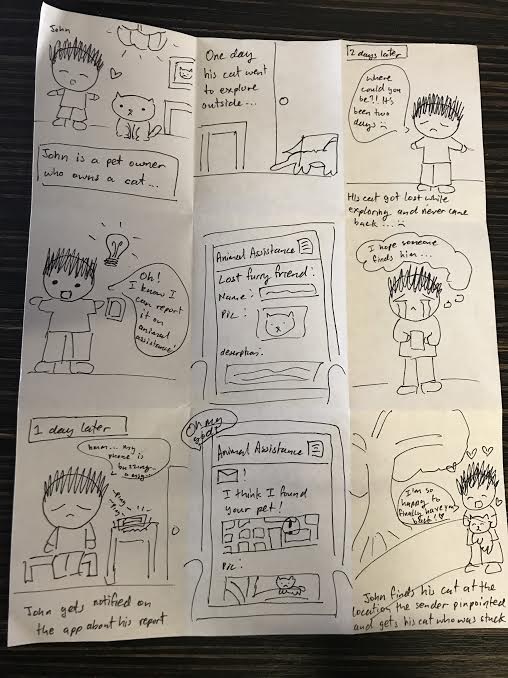 John
John is a pet owner
who owns a cat...
One day
his cat went
to explore
outside...
2 days later
where
could you
be?!! It's
been two
days :(
His cat got lost while
exploring and never came
back... :(
Oh!
I know I
can report
it on
animal
assistance!
Animal Assistance
Lost furry friend:
Name:
Pic:
description:
I hope someone
finds him...
1 day later
hmm... my
phone is
buzzing...
John gets notified on
the app about his report
Oh my
gosh!
Animal Assistance
!
I think I found
your pet!
Pic:
I'm so
happy to
finally have you
back!
John finds his cat at the
location the sender pinpointed
and gets his cat who was stuck